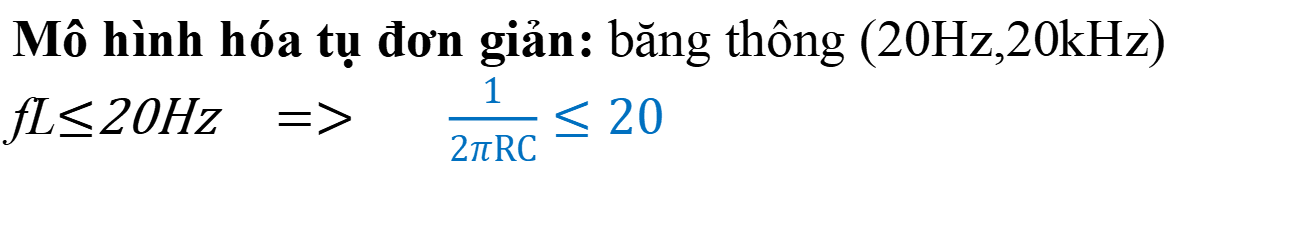 Mô hình hóa tụ đơn giản: băng thông (20Hz,20kHz)
fL≤20Hz => 1/2πRC ≤ 20